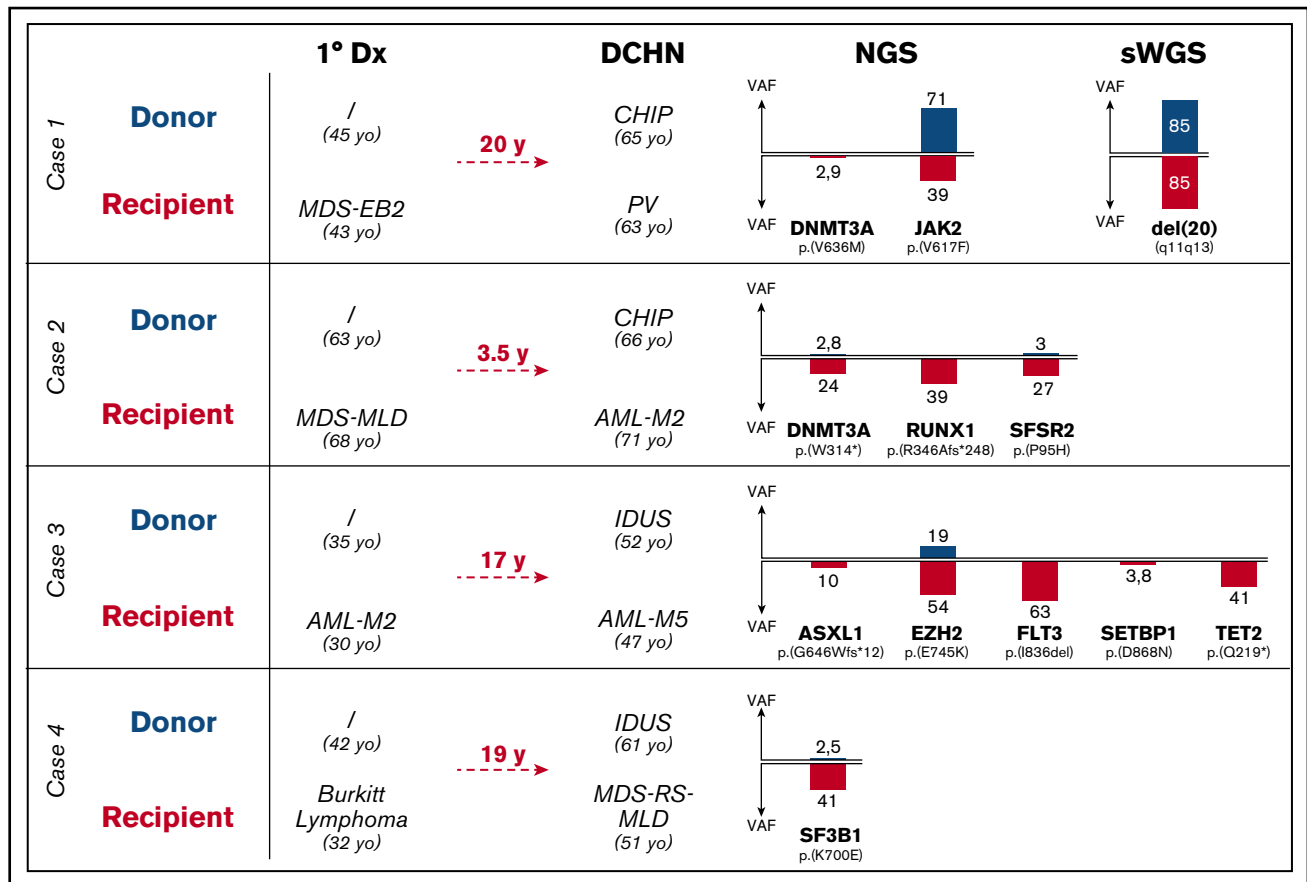 1° Dx DCHN NGS sWGS
Case 1
Donor
/
(45 yo)
20 y
CHIP
(65 yo)
Recipient
MDS-EB2
(43 yo)
PV
(63 yo)
VAF
71
2,9
39
VAF
DNMT3A JAK2
p.(V636M) p.(V617F)
VAF
85
85
VAF
del(20)
(q11q13)
Case 2
Donor
/
(63 yo)
3.5 y
CHIP
(66 yo)
Recipient
MDS-MLD
(68 yo)
AML-M2
(71 yo)
VAF
2,8 3
24 39 27
VAF
DNMT3A RUNX1 SFSR2
p.(W314*) p.(R346Afs*248) p.(P95H)
Case 3
Donor
/
(35 yo)
17 y
IDUS
(52 yo)
Recipient
AML-M2
(30 yo)
AML-M5
(47 yo)
VAF
19
10 54 63 3,8 41
VAF
ASXL1 EZH2 FLT3 SETBP1 TET2
p.(G646Wfs*12) p.(E745K) p.(I836del) p.(D868N) p.(Q219*)
Case 4
Donor
/
(42 yo)
19 y
IDUS
(61 yo)
Recipient
Burkitt
Lymphoma
(32 yo)
MDS-RS-
MLD
(51 yo)
VAF
2,5
41
VAF
SF3B1
p.(K700E)